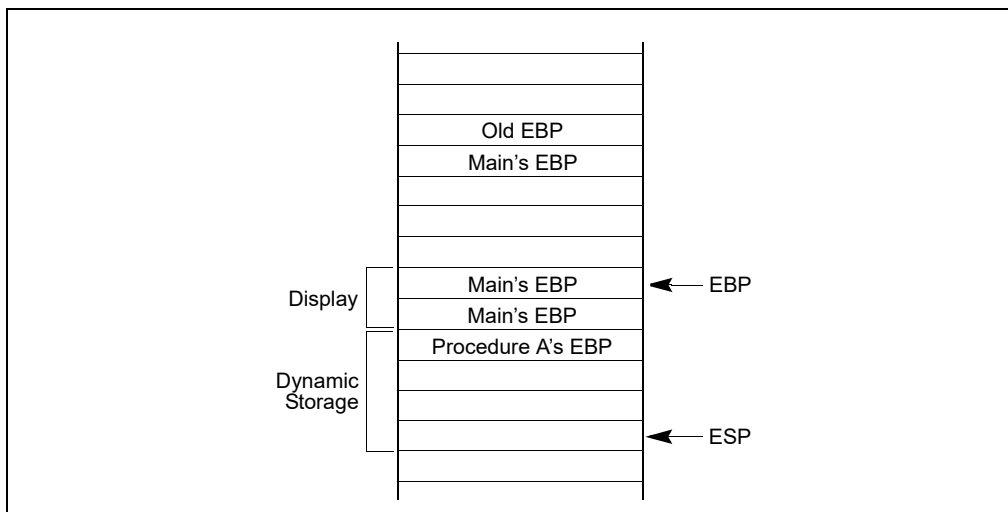 Old EBP
Main’s EBP
Main’s EBP
EBP
Display
Main’s EBP
Procedure A’s EBP
Dynamic
Storage
ESP